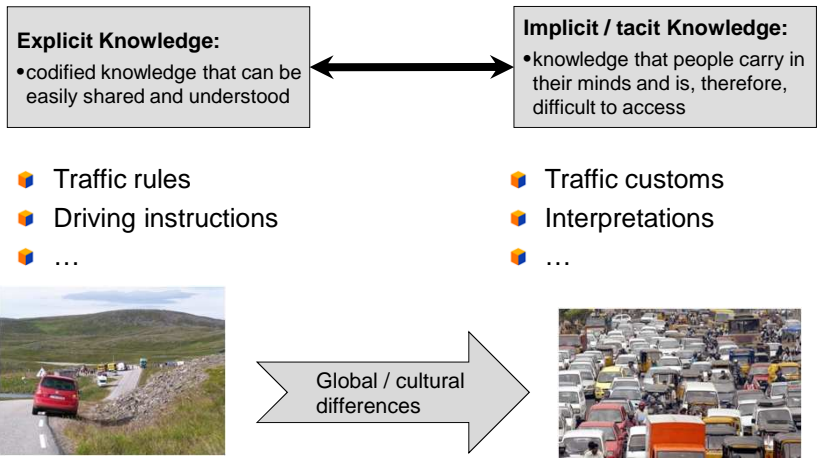 Explicit Knowledge:
•codified knowledge that can be
easily shared and understood
Implicit / tacit Knowledge:
•knowledge that people carry in
their minds and is, therefore,
difficult to access
Traffic rules
Driving instructions
…
Traffic customs
Interpretations
…
Global / cultural
differences